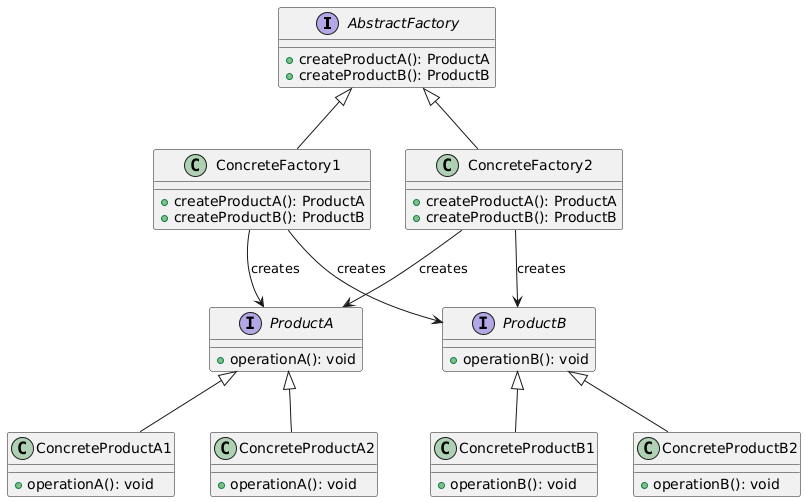 I AbstractFactory
createProductA(): ProductA
createProductB(): ProductB
C ConcreteFactory1
createProductA(): ProductA
createProductB(): ProductB
C ConcreteFactory2
createProductA(): ProductA
createProductB(): ProductB
creates
creates
creates
creates
I ProductA
operationA(): void
I ProductB
operationB(): void
C ConcreteProductA1
operationA(): void
C ConcreteProductA2
operationA(): void
C ConcreteProductB1
operationB(): void
C ConcreteProductB2
operationB(): void